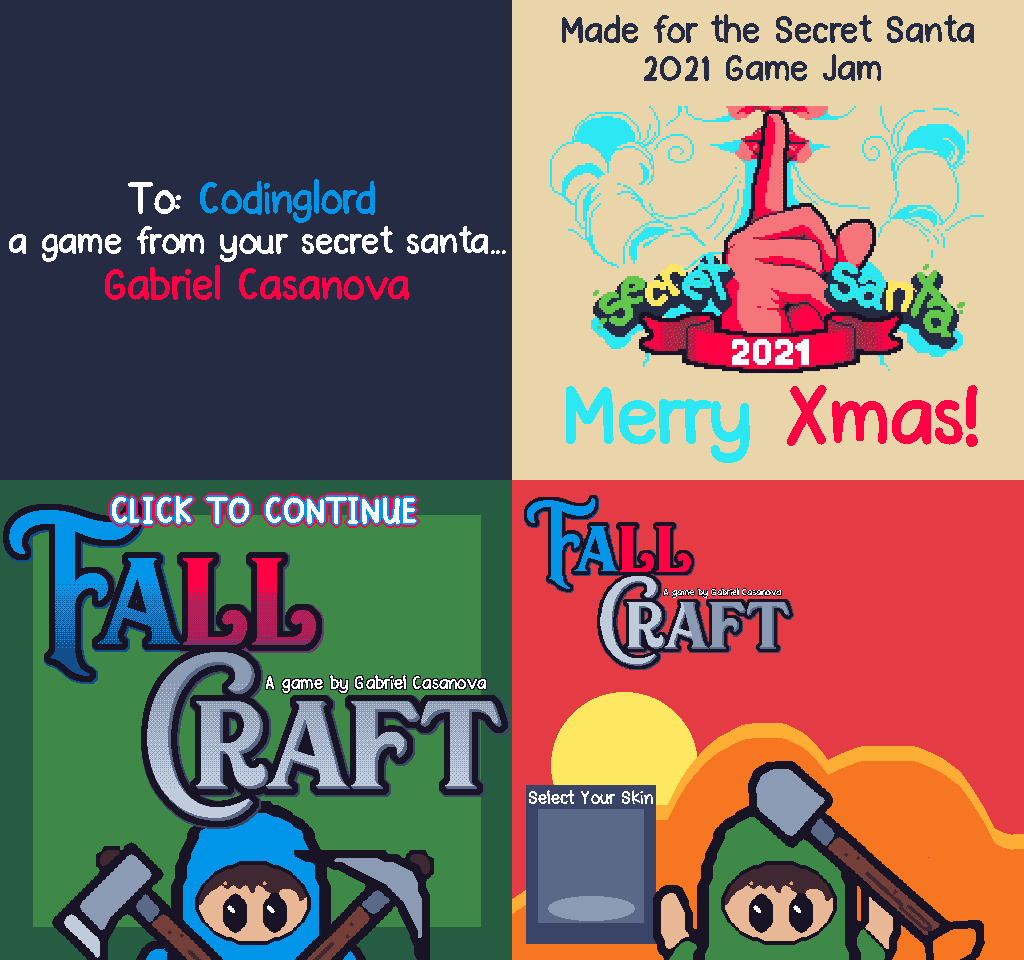 To: Codinglord
a game from your secret santa...
Gabriel Casanova
Made for the Secret Santa
2021 Game Jam
secret santa
2021
Merry Xmas!
CLICK TO CONTINUE
FALL
CRAFT
A game by Gabriel Casanova
FALL
CRAFT
A game by Gabriel Casanova
Select Your Skin